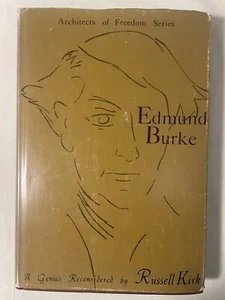 Architects of Freedom Series
Edmund
Burke
A Genius Reconsidered by Russell Kirk